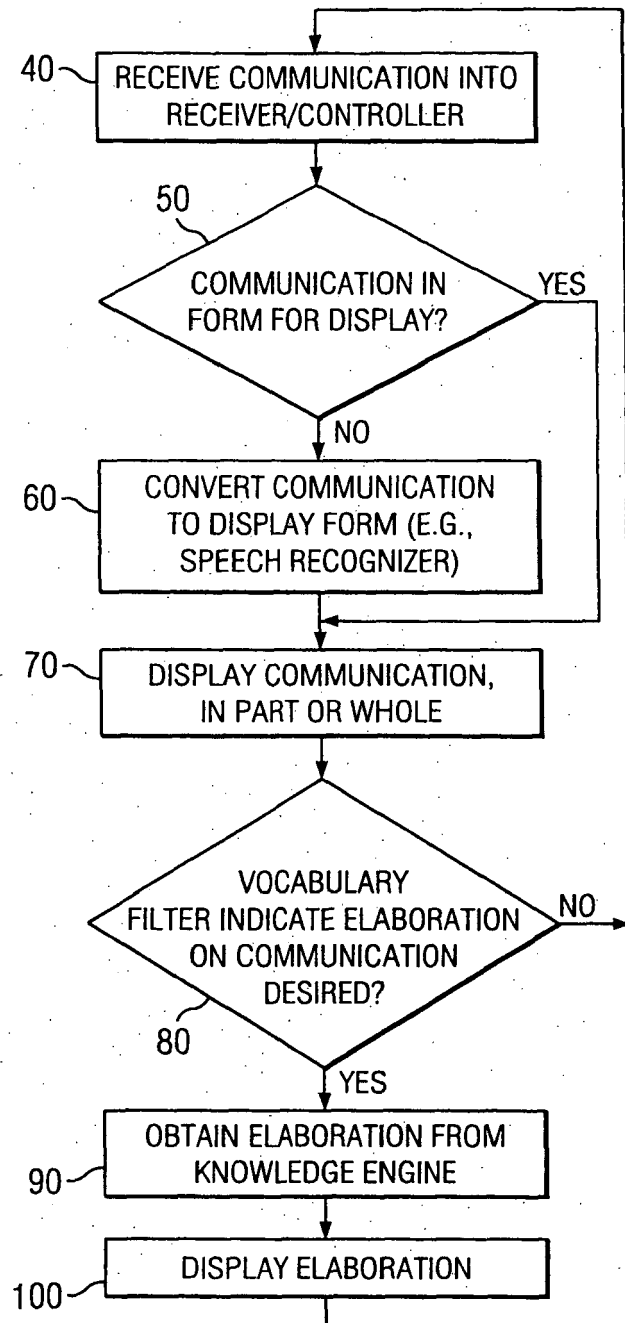 40
RECEIVE COMMUNICATION INTO
RECEIVER/CONTROLLER
50
COMMUNICATION IN
FORM FOR DISPLAY?
YES
NO
60
CONVERT COMMUNICATION
TO DISPLAY FORM (E.G.,
SPEECH RECOGNIZER)
70
DISPLAY COMMUNICATION,
IN PART OR WHOLE
VOCABULARY
FILTER INDICATE ELABORATION
ON COMMUNICATION
DESIRED?
NO
80
YES
OBTAIN ELABORATION FROM
KNOWLEDGE ENGINE
90
DISPLAY ELABORATION
100